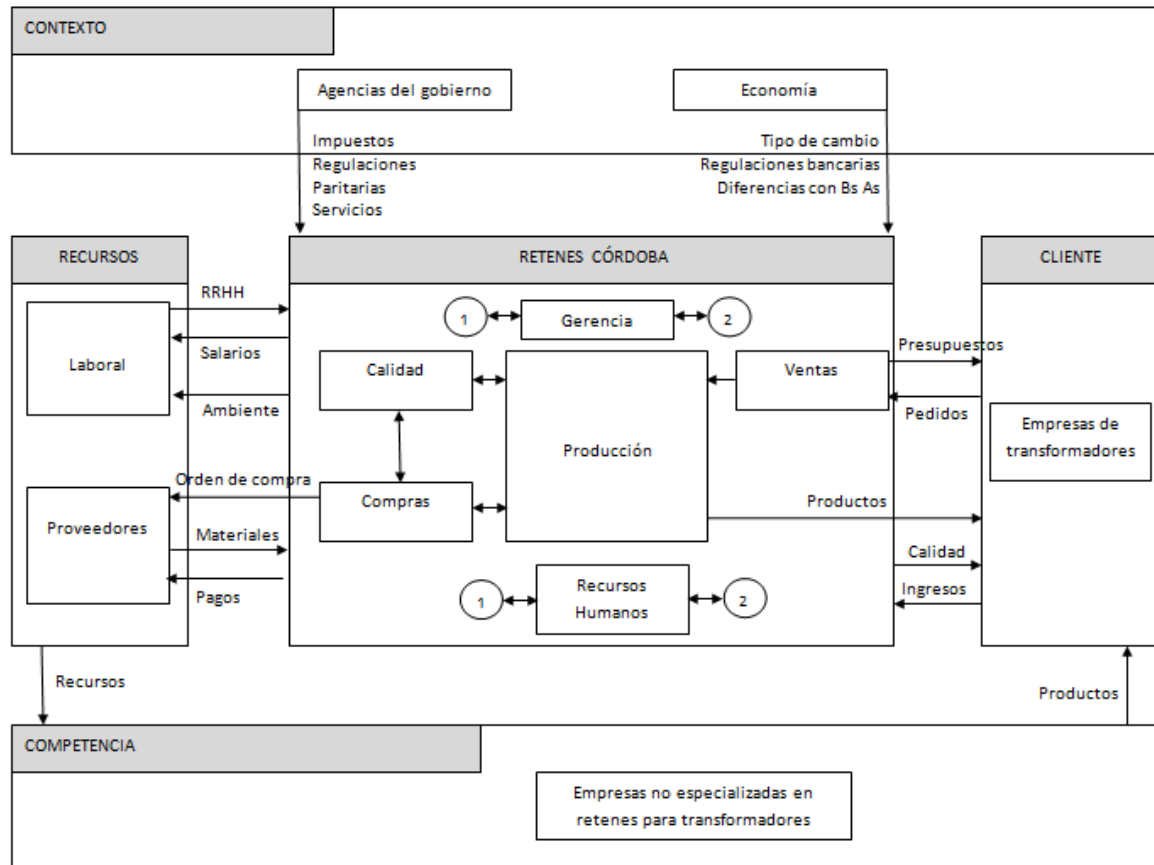 CONTEXTO
Agencias del gobierno
Economía
Impuestos
Regulaciones
Paritarias
Servicios
Tipo de cambio
Regulaciones bancarias
Diferencias con Bs As
RECURSOS
RETENES CÓRDOBA
CLIENTE
RRHH
Laboral
Salarios
Ambiente
Orden de compra
Proveedores
Materiales
Pagos
1
Gerencia
2
Calidad
Ventas
Producción
Compras
1
Recursos
Humanos
2
Presupuestos
Pedidos
Empresas de
transformadores
Productos
Calidad
Ingresos
Recursos
Productos
COMPETENCIA
Empresas no especializadas en
retenes para transformadores